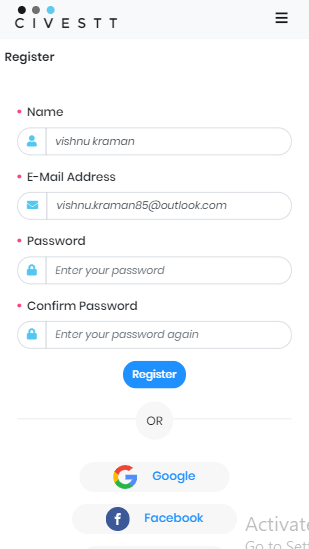 CIVESTT
Register
Name
vishnu kraman
E-Mail Address
vishnu.kraman85@outlook.com
Password
Enter your password
Confirm Password
Enter your password again
Register
OR
Google
Facebook
Activate
Go to Sett